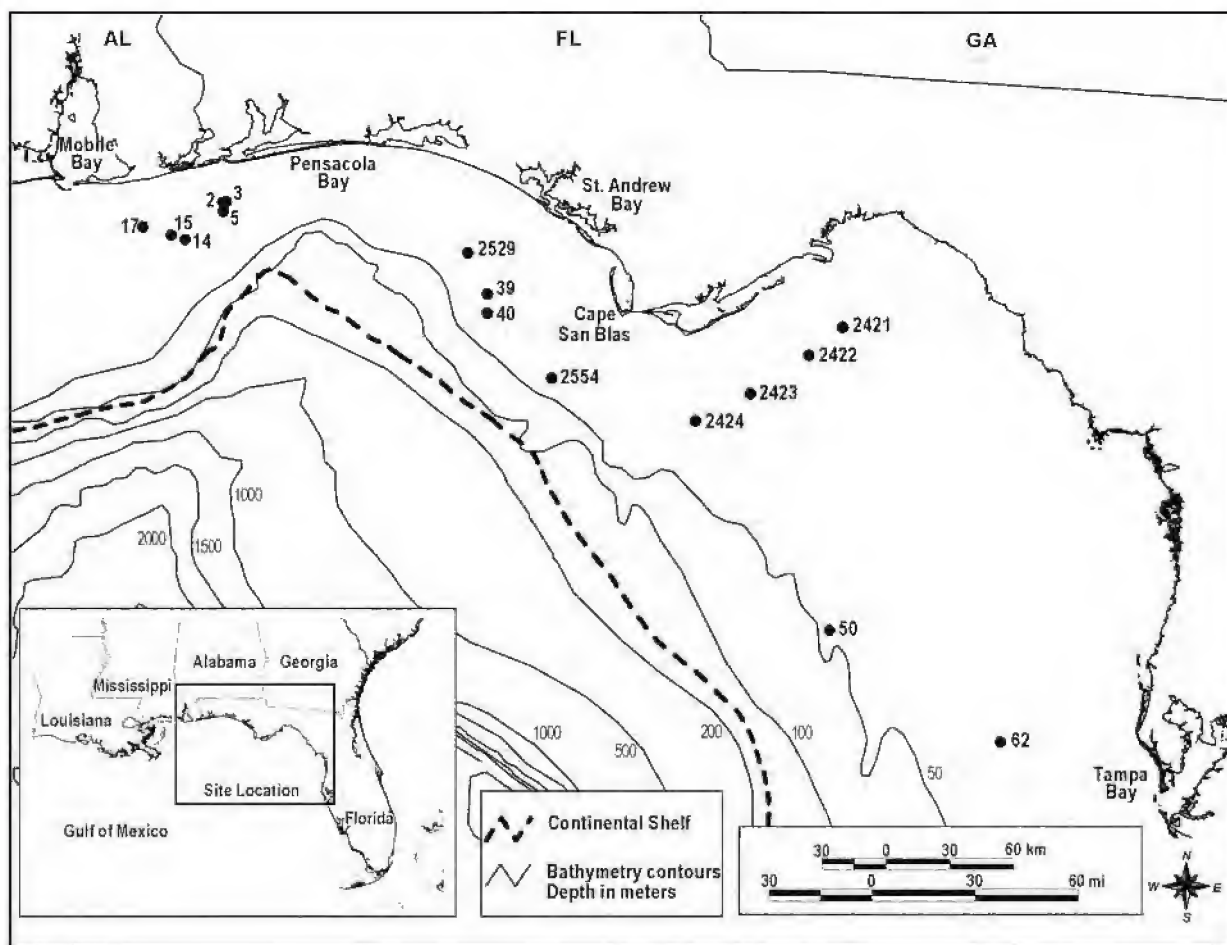 AL
FL
GA
Mobile
Bay
Pensacola
Bay
St. Andrew
Bay
2
3
5
17
15
14
2529
39
40
Cape
San Blas
2554
2421
2422
2423
2424
1000
2000
1500
50
62
Tampa
Bay
1000
500
200
100
50
Alabama
Georgia
Mississippi
Louisiana
Site Location
Florida
Gulf of Mexico
Continental Shelf
Bathymetry contours
Depth in meters
30 0 30 60 km
30 0 30 60 mi
N
W E
S